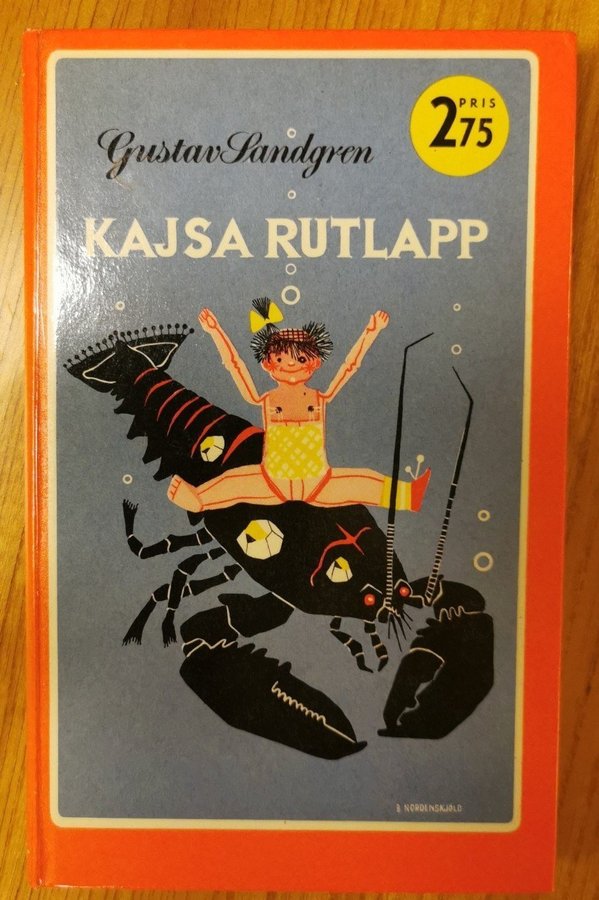 PRIS
2 75
Gustav Sandgren
KAJSA RUTLAPP
B NORDENSKJÖLD